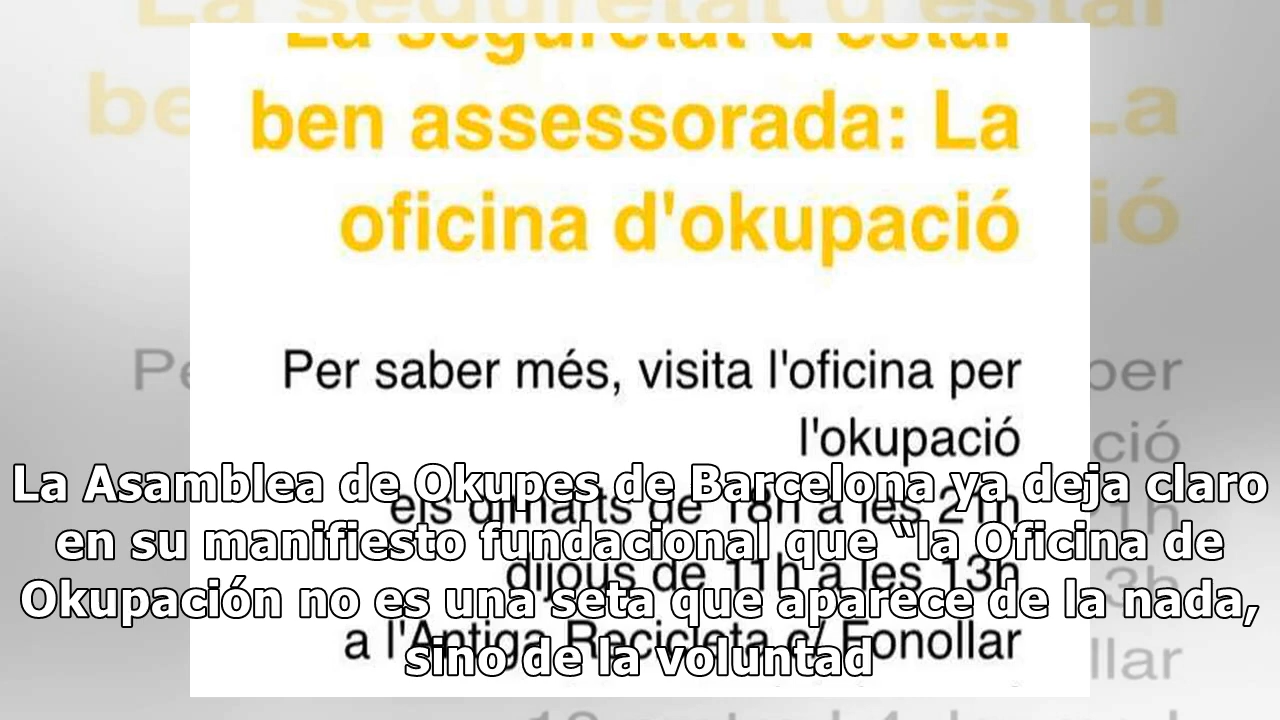 La seguretat d'estar
ben assessorada: La
oficina d'okupació
Per saber més, visita l'oficina per
l'okupació
els dimarts de 18h a les 21h
dijous de 11h a les 13h
a l'Antiga Recicleta c/ Fonollar
La Asamblea de Okupes de Barcelona ya deja claro
en su manifiesto fundacional que “la Oficina de
Okupación no es una seta que aparece de la nada,
sino de la voluntad